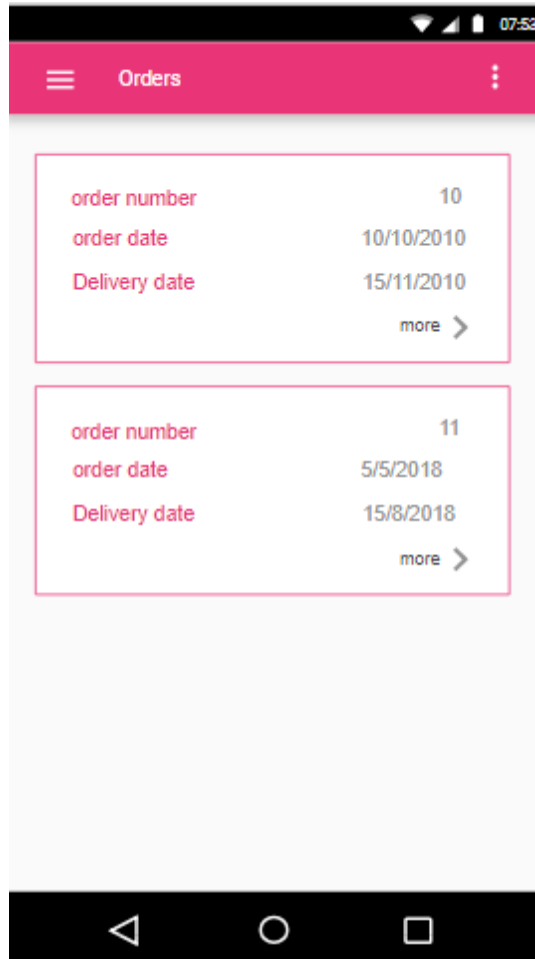 07:53
Orders
order number 10
order date 10/10/2010
Delivery date 15/11/2010
more
order number 11
order date 5/5/2018
Delivery date 15/8/2018
more